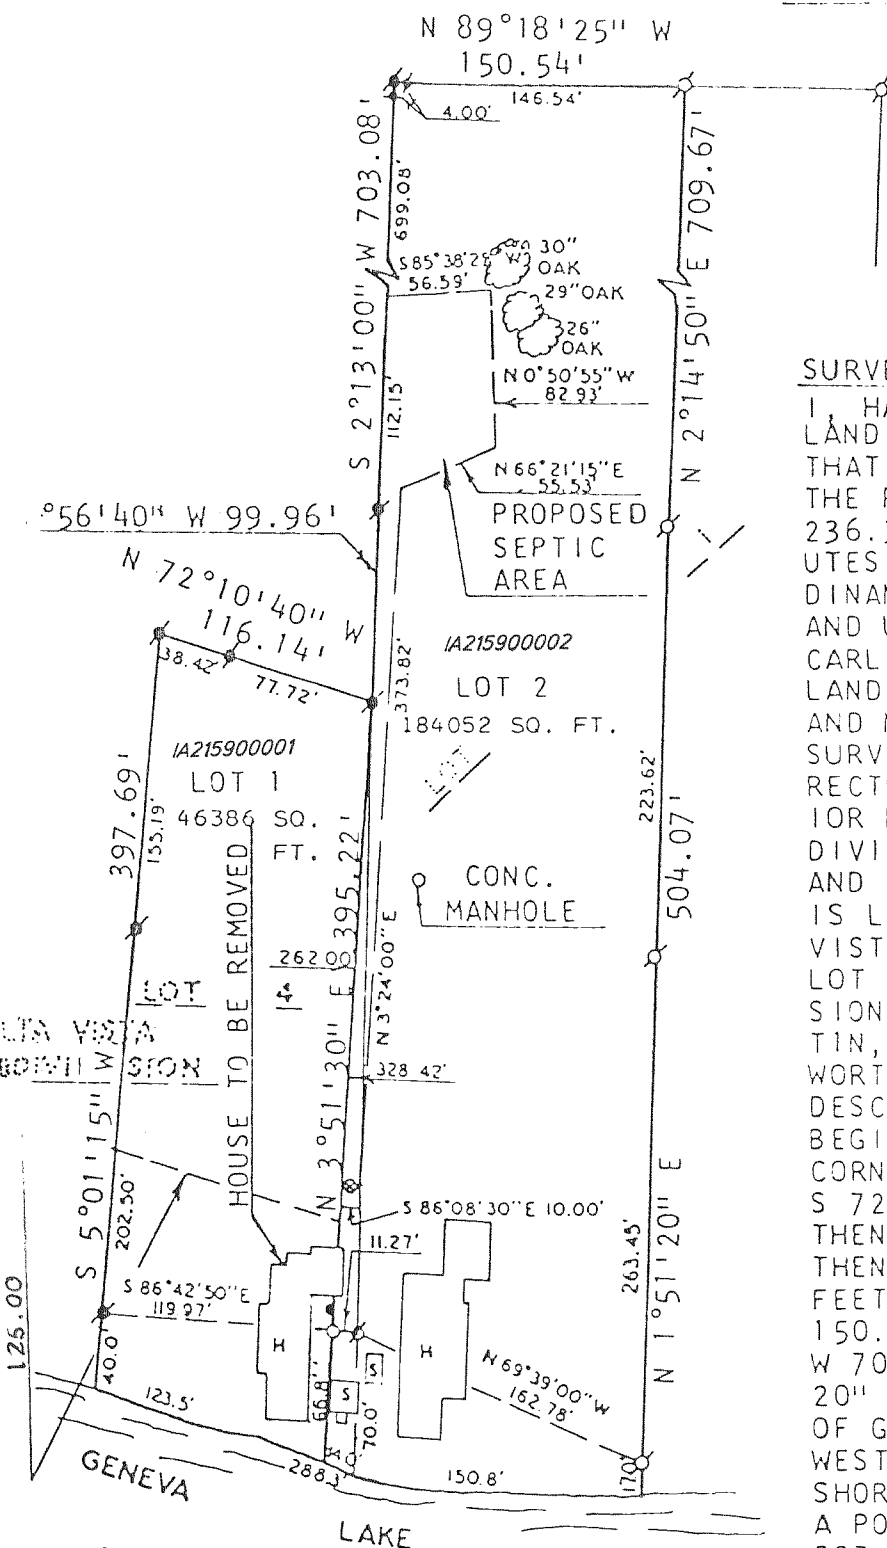 N 89°18'25" W
150.54'
146.54'
4.00'
S 2°13'00" W 703.08'
699.08'
N 2°14'50" E 709.67'
30"
OAK
56.59'
29" OAK
26"
OAK
N 0°50'55" W
82.93'
112.15'
N 66°21'15" E
55.53'
PROPOSED
SEPTIC
AREA
°56'40" W 99.96'
N 72°10'40" W
116.14'
38.42'
77.72'
373.82'
IA215900002
LOT 2
184052 SQ. FT.
LOT
IA215900001
LOT 1
46386 SQ.
FT.
397.69'
155.19'
223.62'
504.07'
CONC.
MANHOLE
HOUSE TO BE REMOVED
N 3°51'30" E 395.22'
262.00
N 3°24'00" E
LOT 4
LTA VISTA
SION
328.42'
S 5°01'15" W
202.50'
S 86°08'30" E 10.00'
11.27'
N 1°51'20" E
263.45'
S 86°42'50" E
119.97'
125.00
40.0'
H
H
S
S
66.8'
70.0'
N 69°39'00" W
162.78'
123.5'
288.3'
150.8'
GENEVA
LAKE
SURVE
I, HA
LAND
THAT
THE
236.
UTES
DINAN
AND
CARL
LAND
AND
SURV
RECT
IOR
DIVI
AND
IS L
VIST
LOT
SION
TIN,
WORT
DESC
BEGI
CORN
S 72
THEN
THEN
FEET
150.
W 70
20"
OF G
WEST
SHOR
A PO